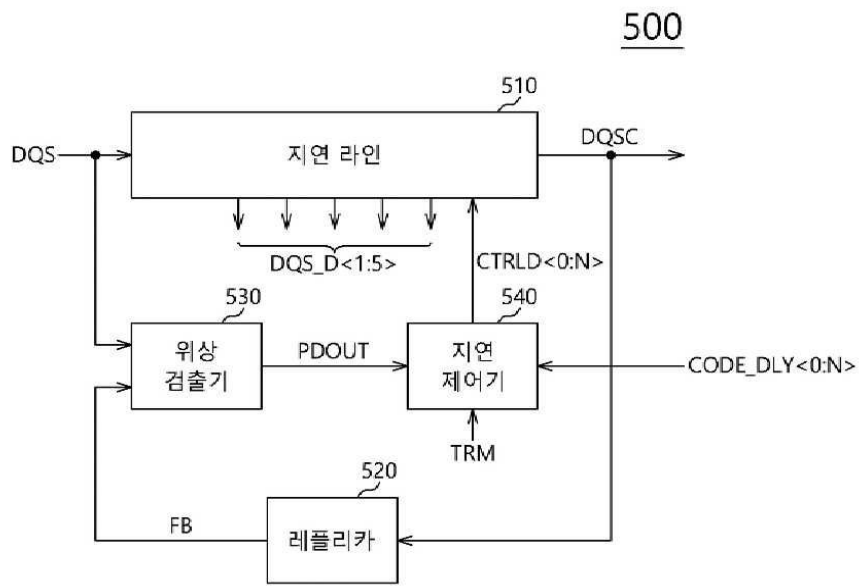 500
510
DQS
지연 라인
DQSC
DQS_D<1:5>
CTRLD<0:N>
530
540
위상
검출기
PDOUT
지연
제어기
CODE_DLY<0:N>
TRM
520
FB
레플리카